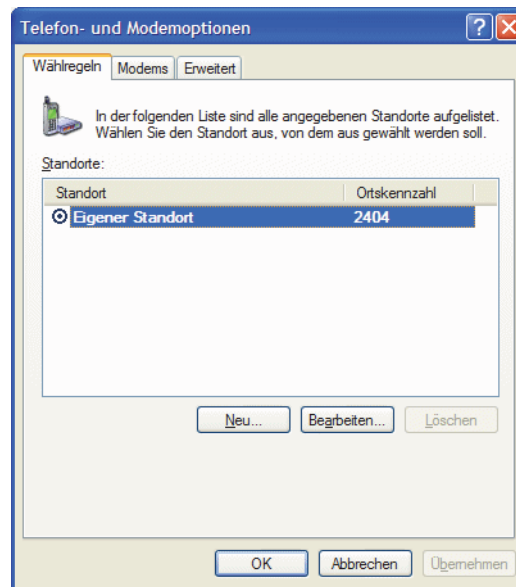 Telefon- und Modemoptionen
Wählregeln Modems Erweitert
In der folgenden Liste sind alle angegebenen Standorte aufgelistet.
Wählen Sie den Standort aus, von dem aus gewählt werden soll.
Standorte:
Standort Ortskennzahl
Eigener Standort 2404
Neu... Bearbeiten... Löschen
OK Abbrechen Übernehmen